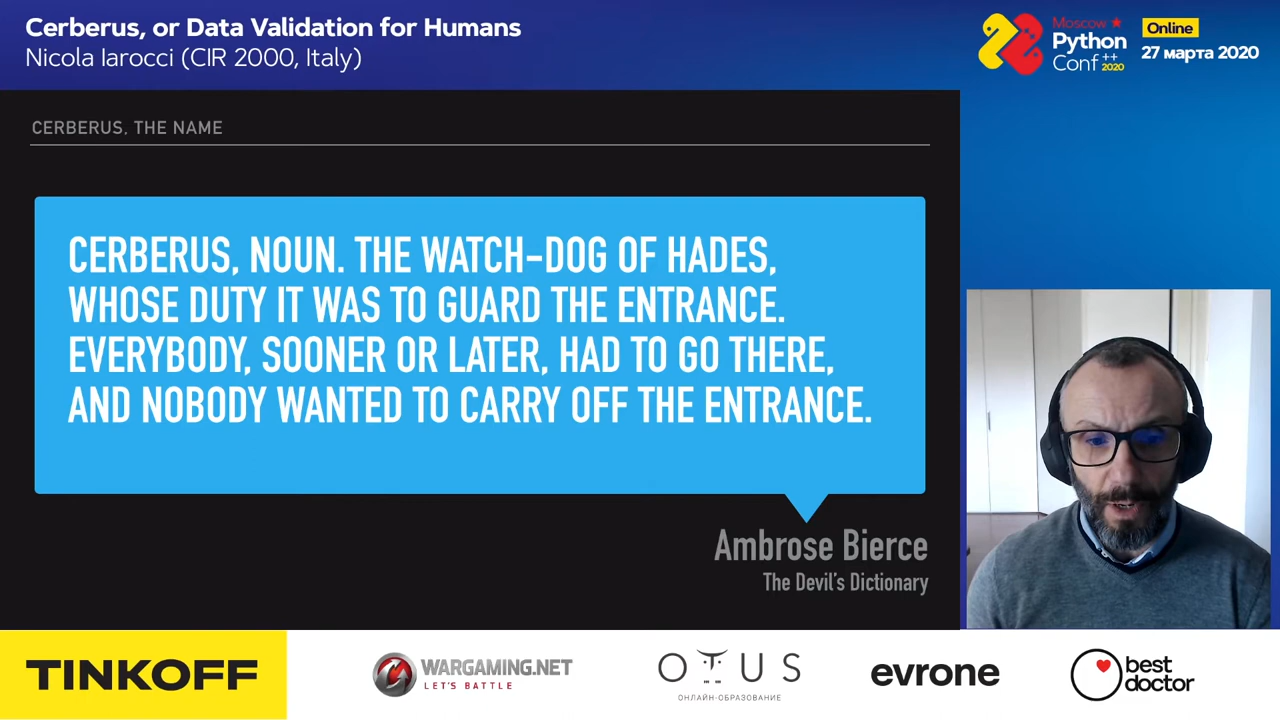 Cerberus, or Data Validation for Humans
Nicola Iarocci (CIR 2000, Italy)
Moscow
Python
Conf++
2020
Online
27 марта 2020
CERBERUS, THE NAME
CERBERUS, NOUN. THE WATCH-DOG OF HADES,
WHOSE DUTY IT WAS TO GUARD THE ENTRANCE.
EVERYBODY, SOONER OR LATER, HAD TO GO THERE,
AND NOBODY WANTED TO CARRY OFF THE ENTRANCE.
Ambrose Bierce
The Devil's Dictionary
TINKOFF
WARGAMING.NET
LET'S BATTLE
OTUS
ОНЛАЙН-ОБРАЗОВАНИЕ
evrone
best
doctor